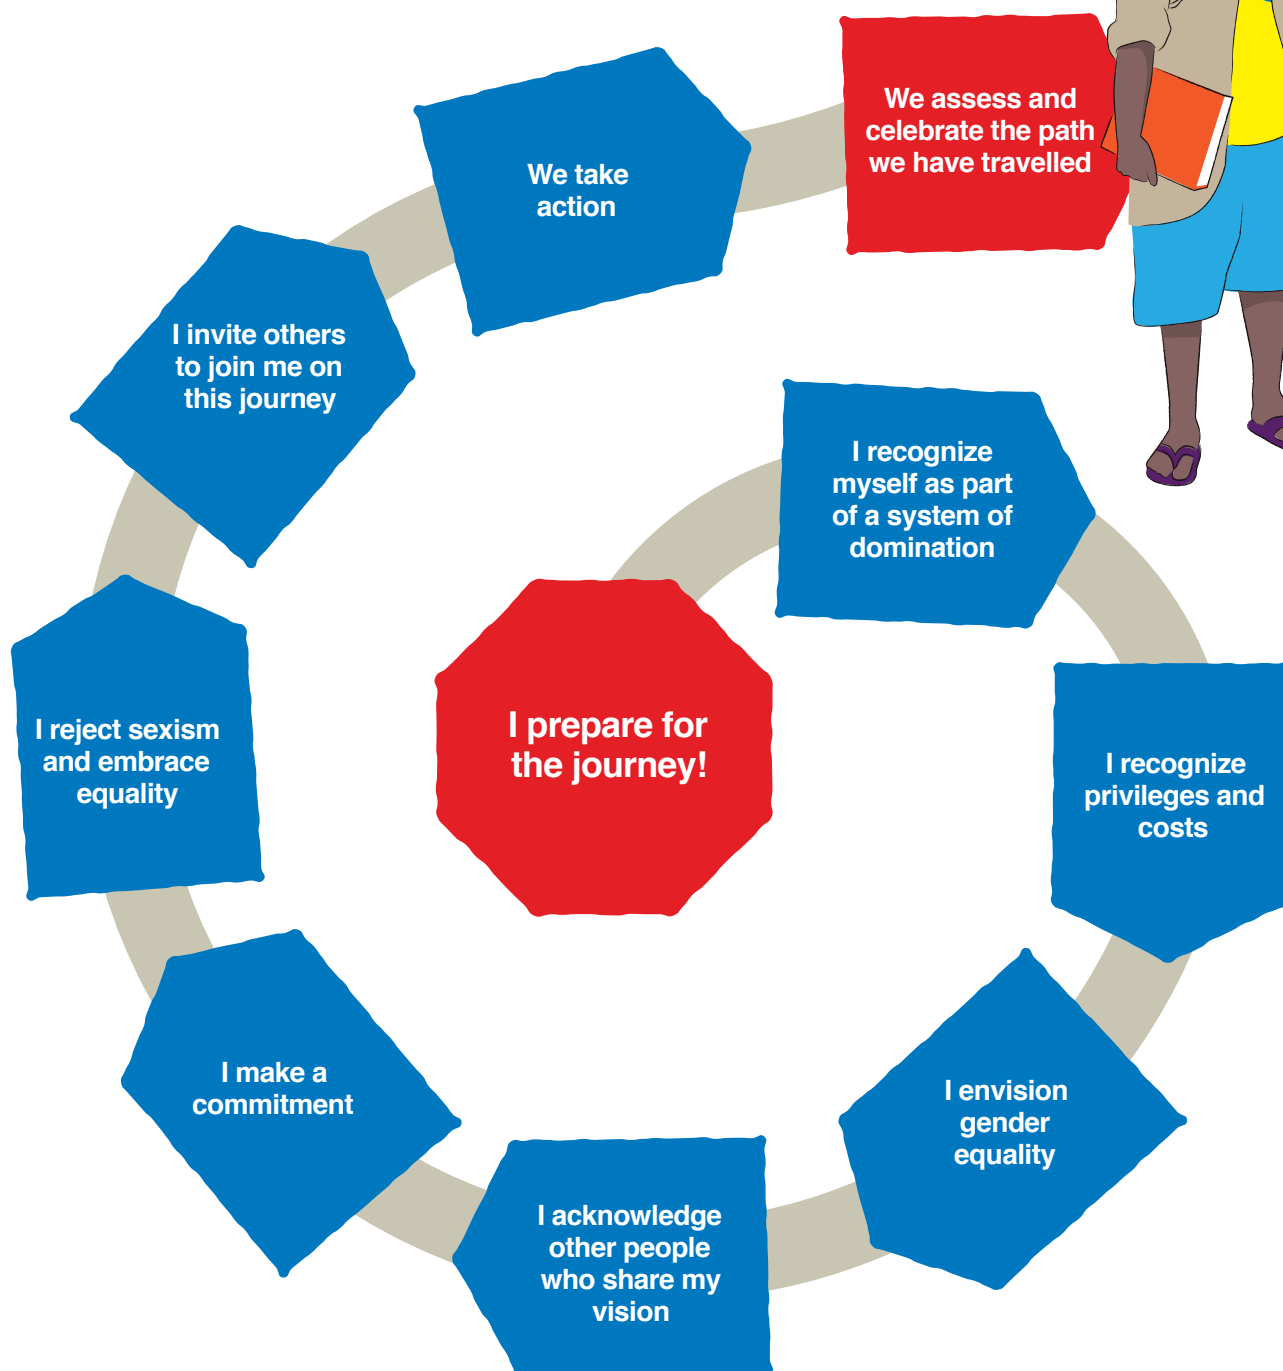 I prepare for
the journey!
I recognize
myself as part
of a system of
domination
I recognize
privileges and
costs
I envision
gender
equality
I acknowledge
other people
who share my
vision
I make a
commitment
I reject sexism
and embrace
equality
I invite others
to join me on
this journey
We take
action
We assess and
celebrate the path
we have travelled